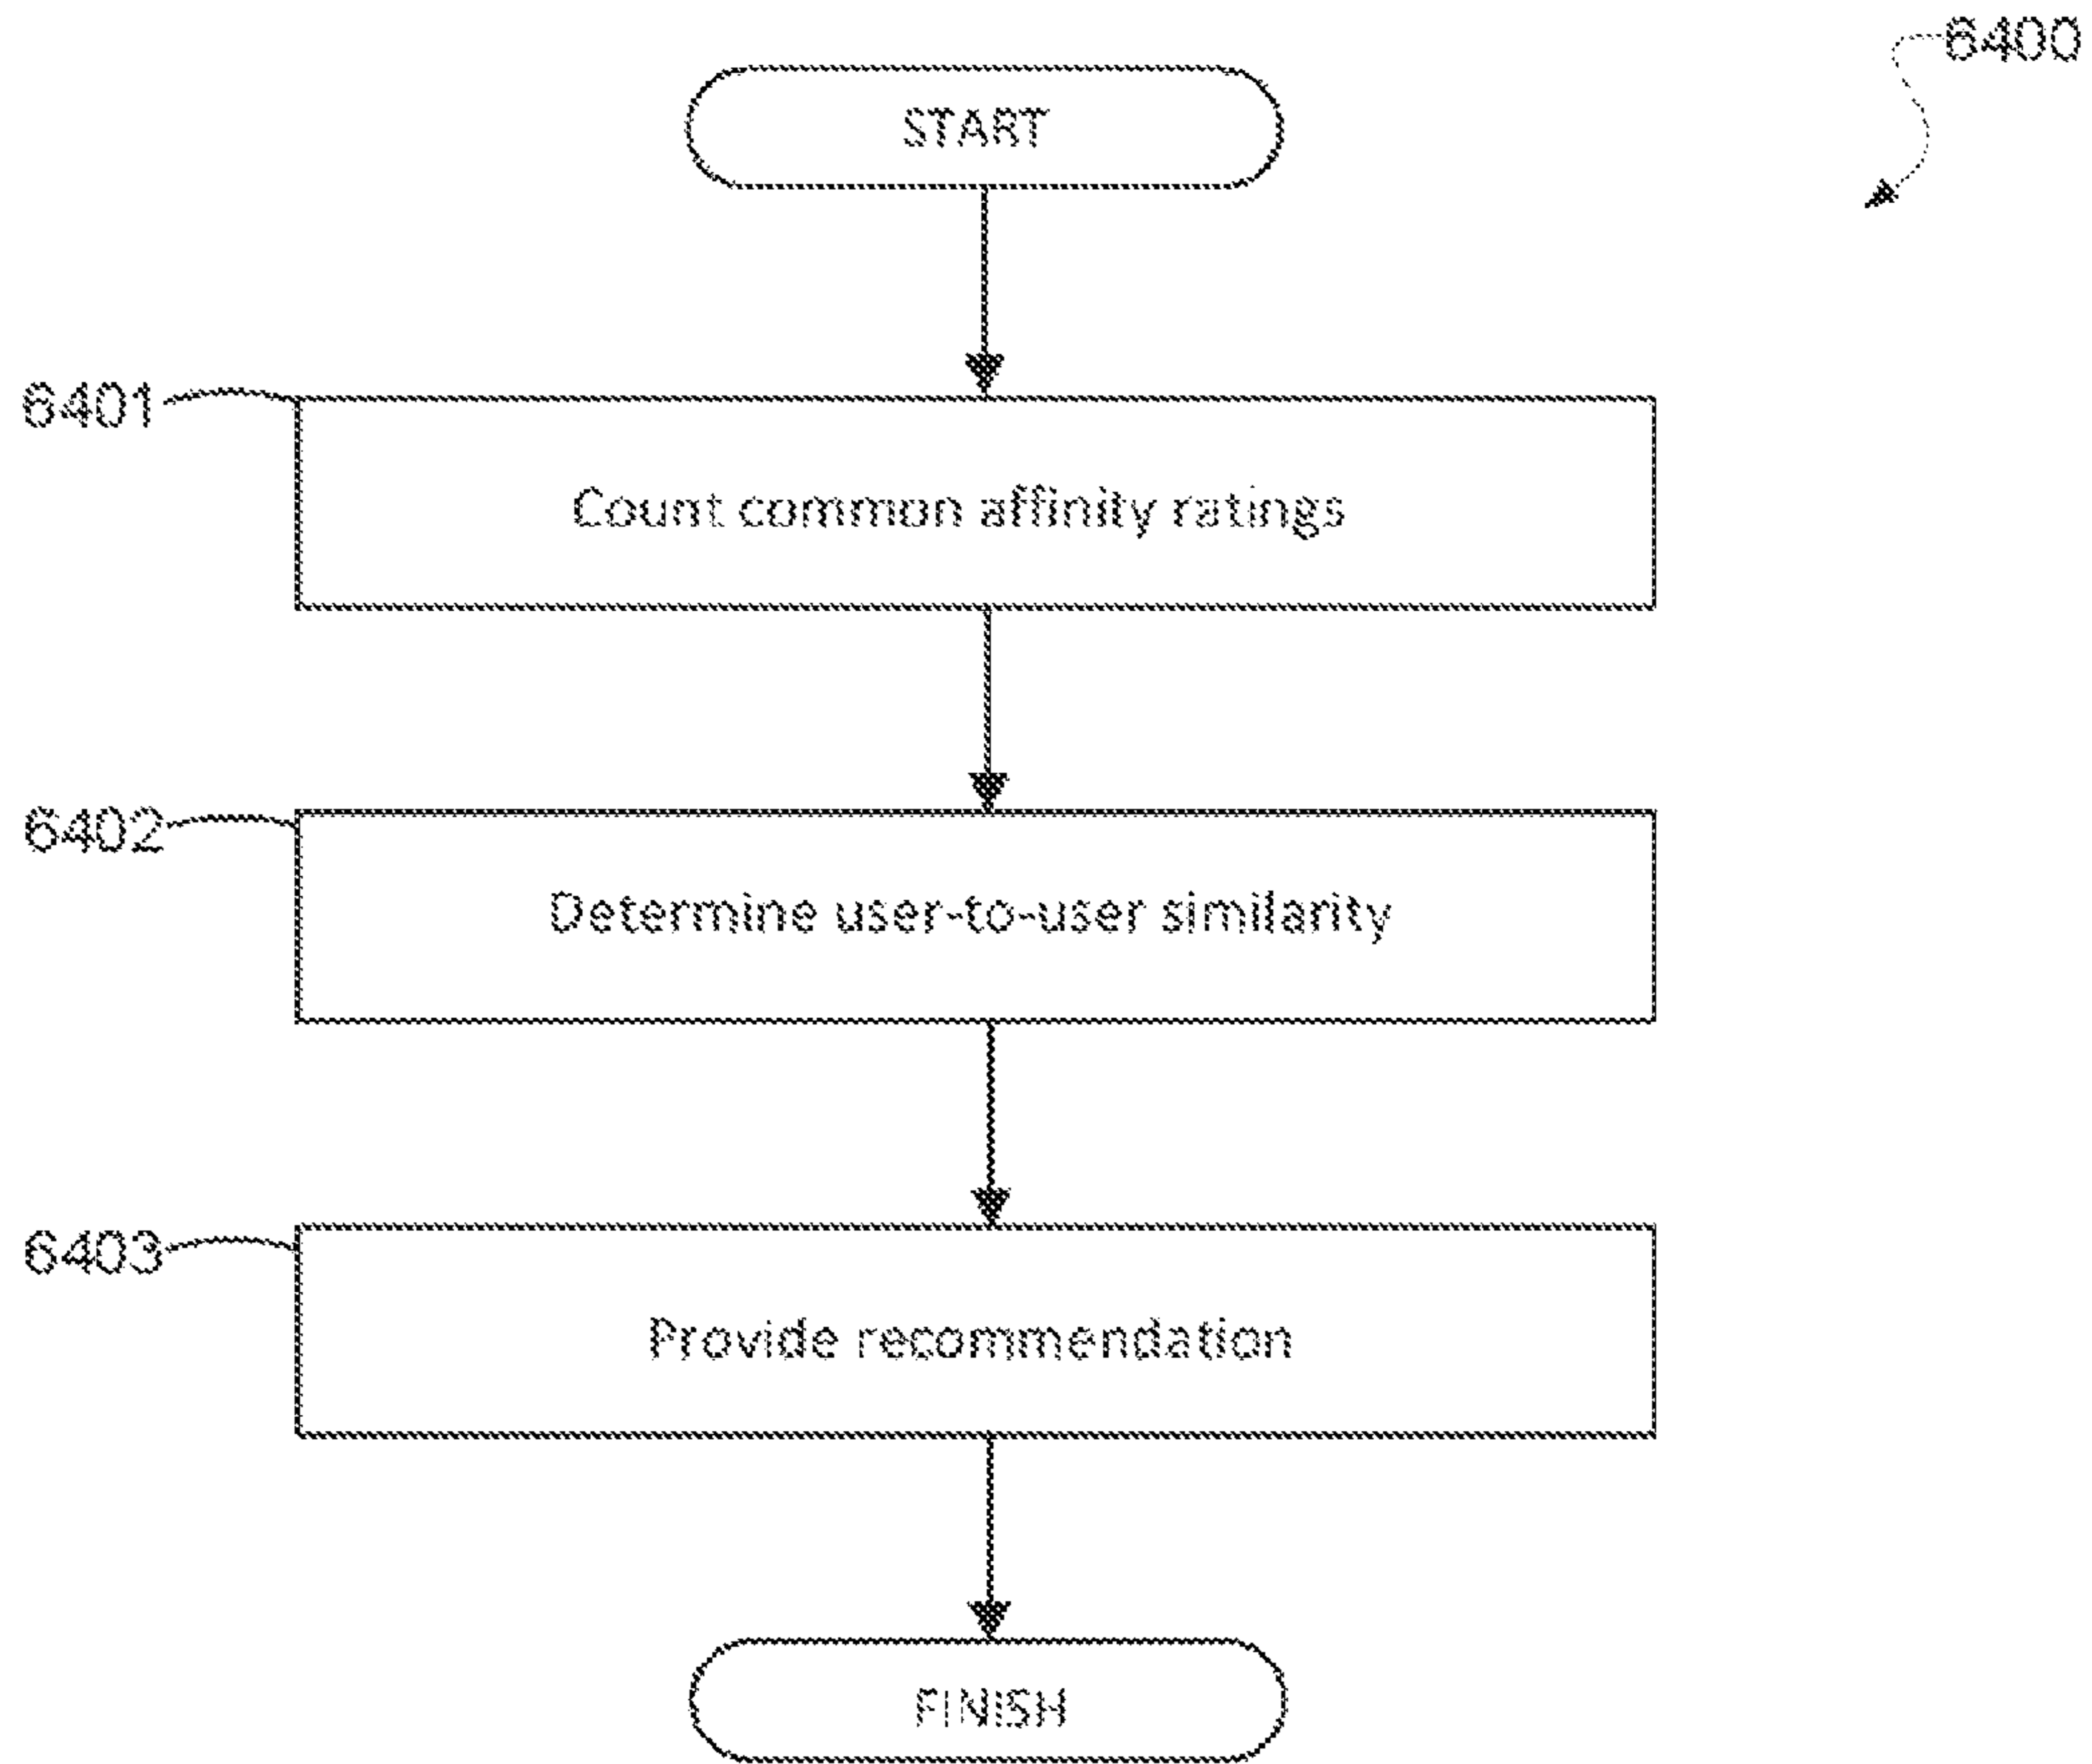 6400
START
6401
Count common affinity ratings
6402
Determine user-to-user similarity
6403
Provide recommendation
FINISH